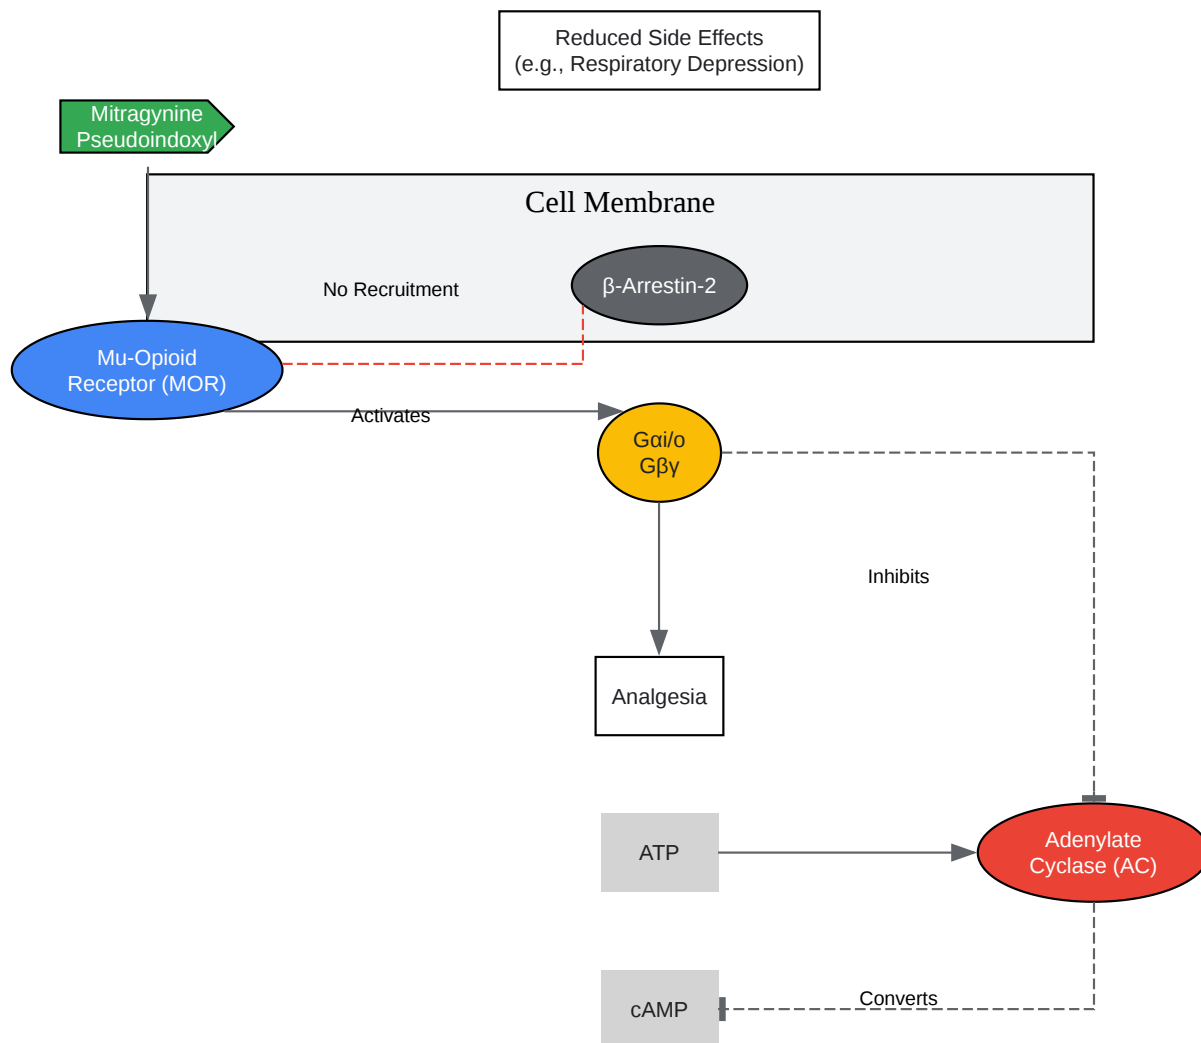 Reduced Side Effects
(e.g., Respiratory Depression)
Mitragynine
Pseudoindoxyl
Cell Membrane
No Recruitment
β-Arrestin-2
Mu-Opioid
Receptor (MOR)
Activates
Gαi/o
Gβγ
Inhibits
Analgesia
ATP
Adenylate
Cyclase (AC)
cAMP
Converts